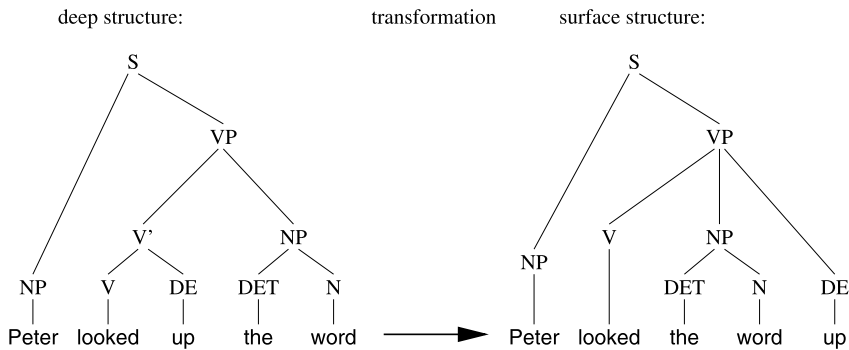 deep structure: transformation surface structure:
S S
VP VP
V' NP V NP
NP
NP V DE DET N DET N DE
Peter looked up the word Peter looked the word up